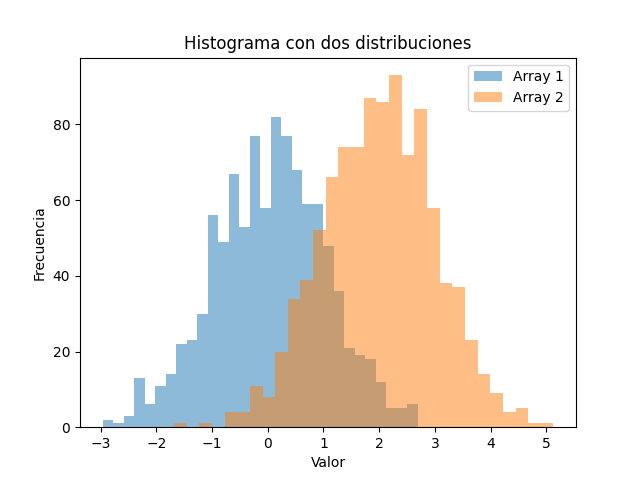 Histograma con dos distribuciones
Array 1
Array 2
80
60
40
20
0
Frecuencia
−3 −2 −1 0 1 2 3 4 5
Valor